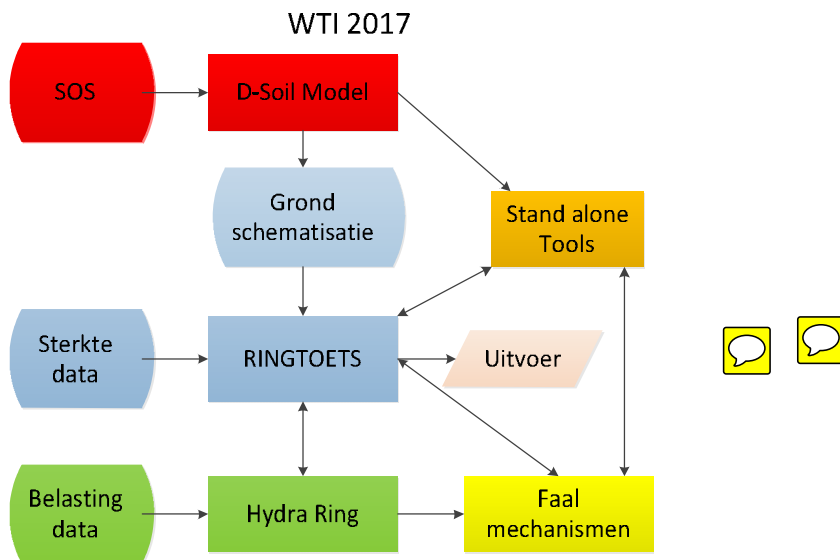 WTI 2017
SOS
D-Soil Model
Grond
schematisatie
Stand alone
Tools
Sterkte
data
RINGTOETS
Uitvoer
Belasting
data
Hydra Ring
Faal
mechanismen